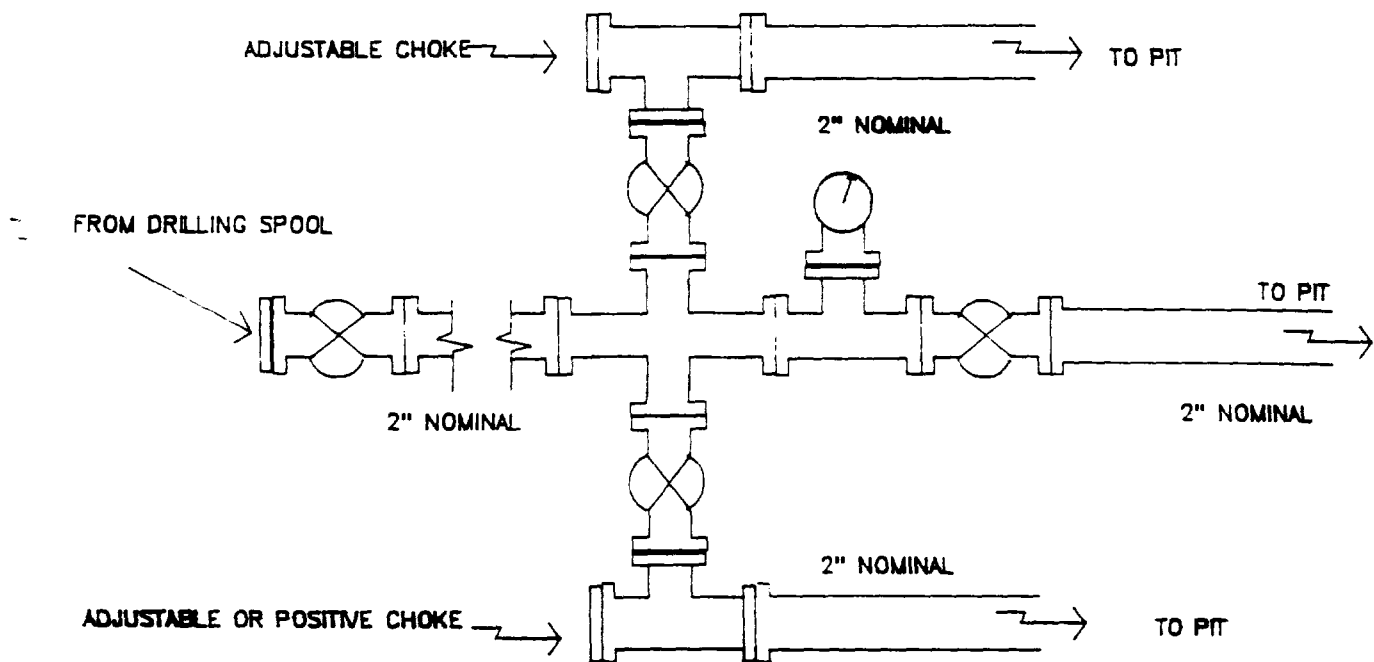 ADJUSTABLE CHOKE
TO PIT
2" NOMINAL
FROM DRILLING SPOOL
TO PIT
2" NOMINAL
2" NOMINAL
2" NOMINAL
ADJUSTABLE OR POSITIVE CHOKE
TO PIT